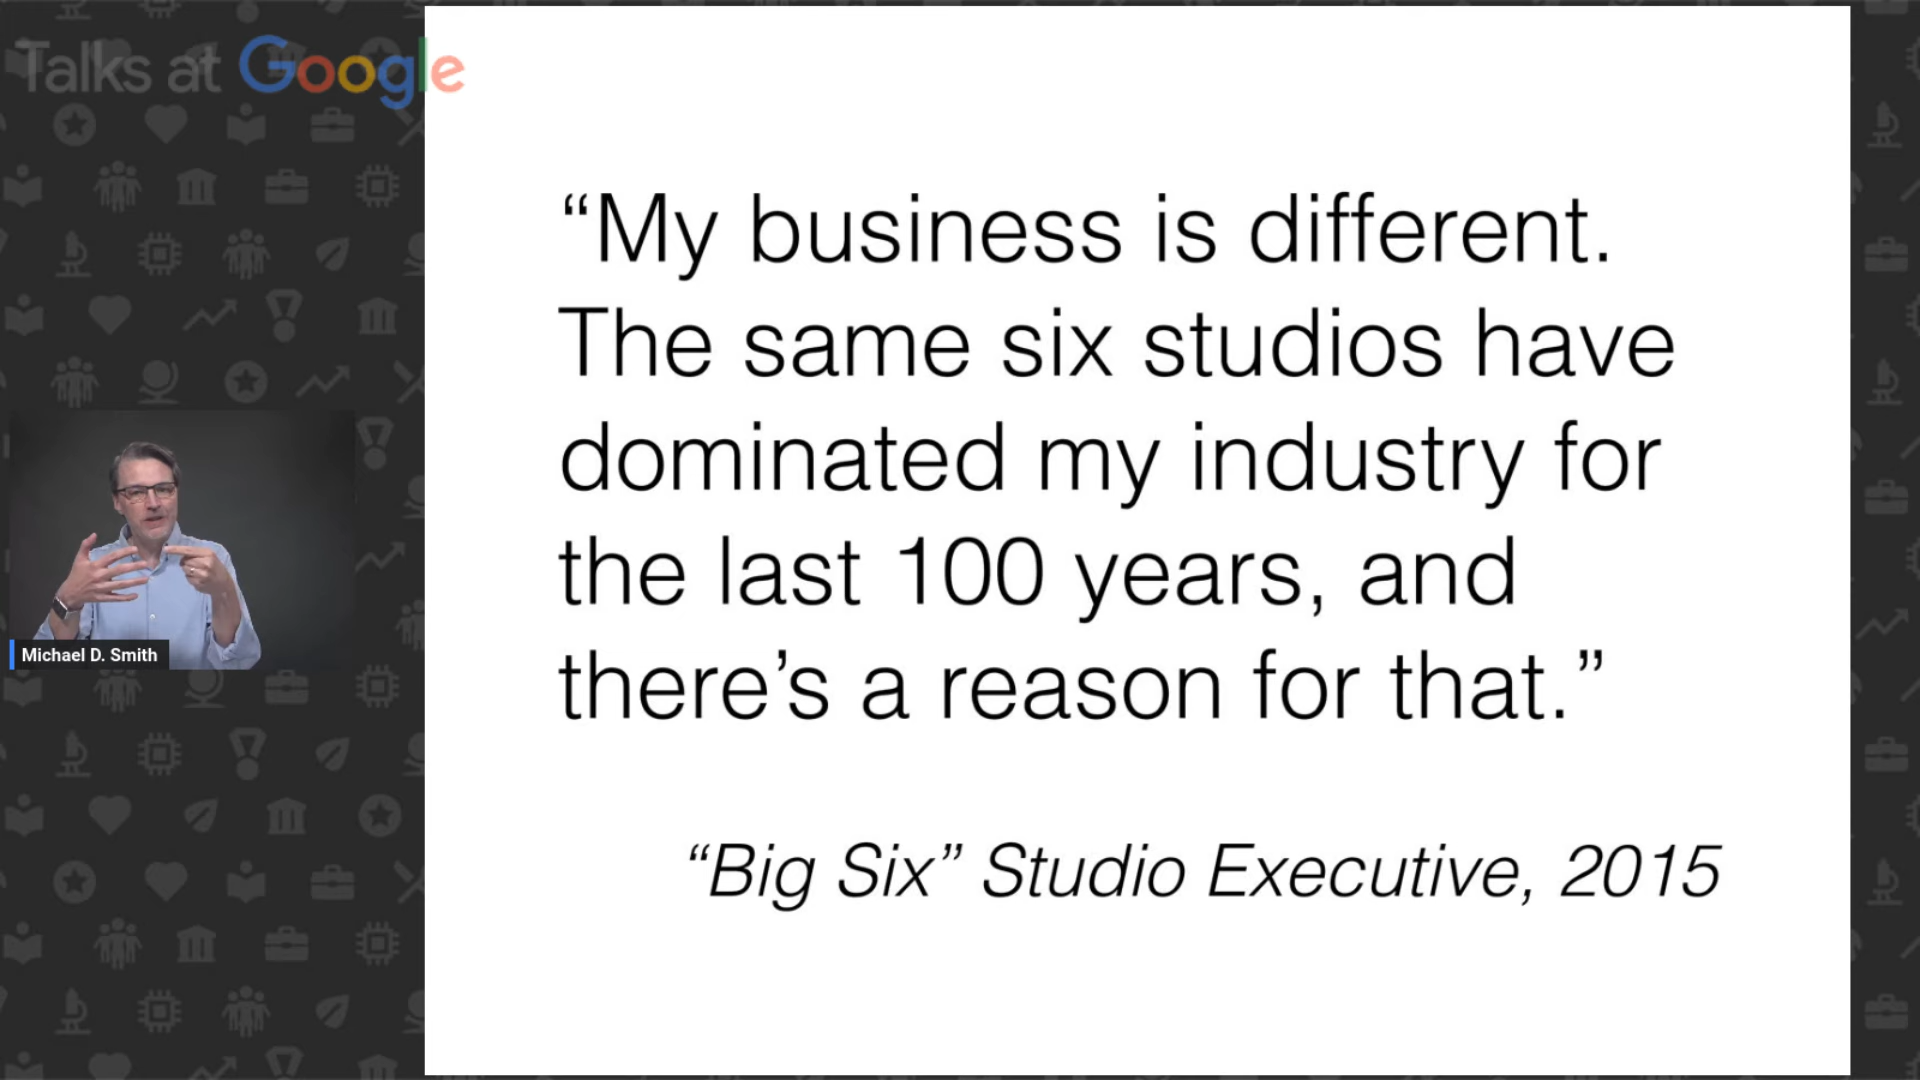 Talks at Google
“My business is different.
The same six studios have
dominated my industry for
the last 100 years, and
there’s a reason for that.”
“Big Six” Studio Executive, 2015
Michael D. Smith